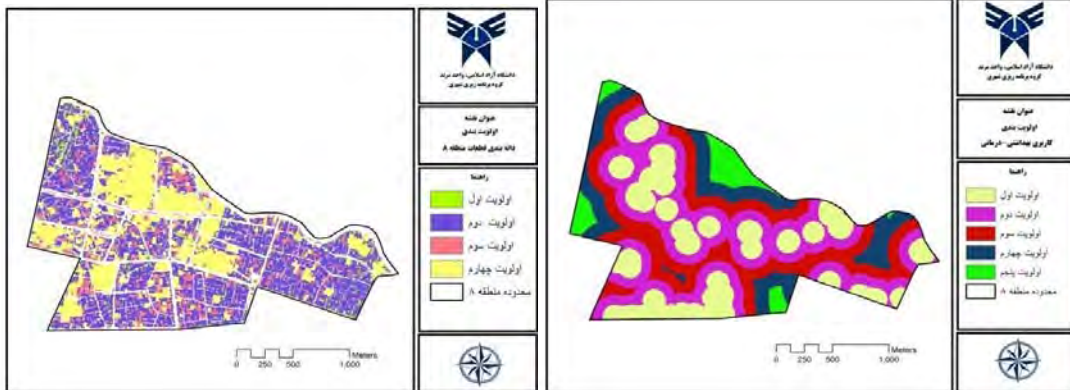 دانشگاه آزاد اسلامی، واحد مرند
گروه برنامه ریزی شهری
عنوان نقشه
اولویت بندی
دانه بندی قطعات منطقه ۸
راهنما
اولویت اول
اولویت دوم
اولویت سوم
اولویت چهارم
محدوده منطقه ۸
Meters
0 250 500 1,000
دانشگاه آزاد اسلامی، واحد مرند
گروه برنامه ریزی شهری
عنوان نقشه
اولویت بندی
کاربری بهداشتی - درمانی
راهنما
اولویت اول
اولویت دوم
اولویت سوم
اولویت چهارم
اولویت پنجم
محدوده منطقه ۸
Meters
0 250 500 1,000